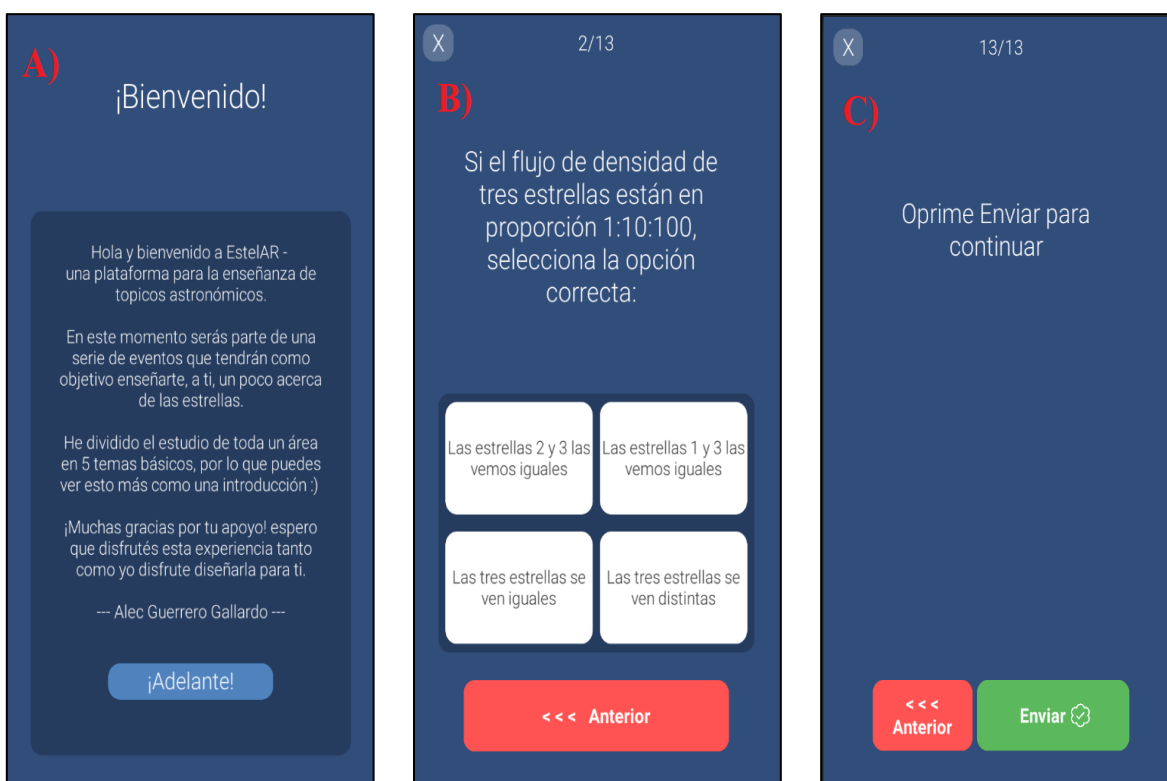 A)
¡Bienvenido!
Hola y bienvenido a EstelAR -
una plataforma para la enseñanza de
topicos astronómicos.
En este momento serás parte de una
serie de eventos que tendrán como
objetivo enseñarte, a ti, un poco acerca
de las estrellas.
He dividido el estudio de toda un área
en 5 temas básicos, por lo que puedes
ver esto más como una introducción :)
¡Muchas gracias por tu apoyo! espero
que disfrutés esta experiencia tanto
como yo disfrute diseñarla para ti.
--- Alec Guerrero Gallardo ---
¡Adelante!
X
2/13
B)
Si el flujo de densidad de
tres estrellas están en
proporción 1:10:100,
selecciona la opción
correcta:
Las estrellas 2 y 3 las
vemos iguales
Las estrellas 1 y 3 las
vemos iguales
Las tres estrellas se
ven iguales
Las tres estrellas se
ven distintas
<<< Anterior
X
13/13
C)
Oprime Enviar para
continuar
<<<
Anterior
Enviar